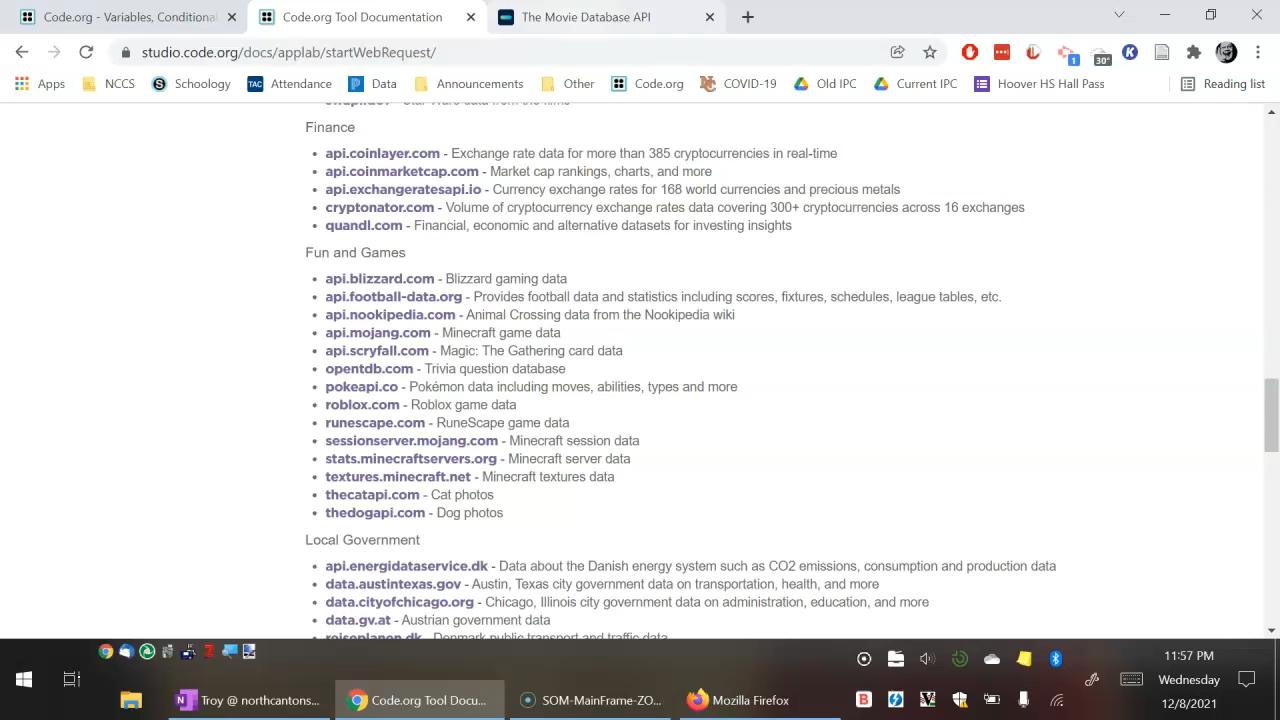 Code.org - Variables, Conditional
Code.org Tool Documentation
The Movie Database API
studio.code.org/docs/applab/startWebRequest/
1
30°
Apps
NCCS
Schoology
TAC
Attendance
Data
Announcements
Other
Code.org
COVID-19
Old IPC
Current IPC
Hoover HS Hall Pass
Reading list
Finance
api.coinlayer.com - Exchange rate data for more than 385 cryptocurrencies in real-time
api.coinmarketcap.com - Market cap rankings, charts, and more
api.exchangeratesapi.io - Currency exchange rates for 168 world currencies and precious metals
cryptonator.com - Volume of cryptocurrency exchange rates data covering 300+ cryptocurrencies across 16 exchanges
quandl.com - Financial, economic and alternative datasets for investing insights
Fun and Games
api.blizzard.com - Blizzard gaming data
api.football-data.org - Provides football data and statistics including scores, fixtures, schedules, league tables, etc.
api.nookipedia.com - Animal Crossing data from the Nookipedia wiki
api.mojang.com - Minecraft game data
api.scryfall.com - Magic: The Gathering card data
opentdb.com - Trivia question database
pokeapi.co - Pokémon data including moves, abilities, types and more
roblox.com - Roblox game data
runescape.com - RuneScape game data
sessionserver.mojang.com - Minecraft session data
stats.minecraftservers.org - Minecraft server data
textures.minecraft.net - Minecraft textures data
thecatapi.com - Cat photos
thedogapi.com - Dog photos
Local Government
api.energidataservice.dk - Data about the Danish energy system such as CO2 emissions, consumption and production data
data.austintexas.gov - Austin, Texas city government data on transportation, health, and more
data.cityofchicago.org - Chicago, Illinois city government data on administration, education, and more
data.gv.at - Austrian government data
rejseplanen.dk - Denmark public transport and traffic data
11:57 PM
Wednesday
12/8/2021
Troy @ northcantons...
Code.org Tool Docu...
SOM-MainFrame-ZO...
Mozilla Firefox